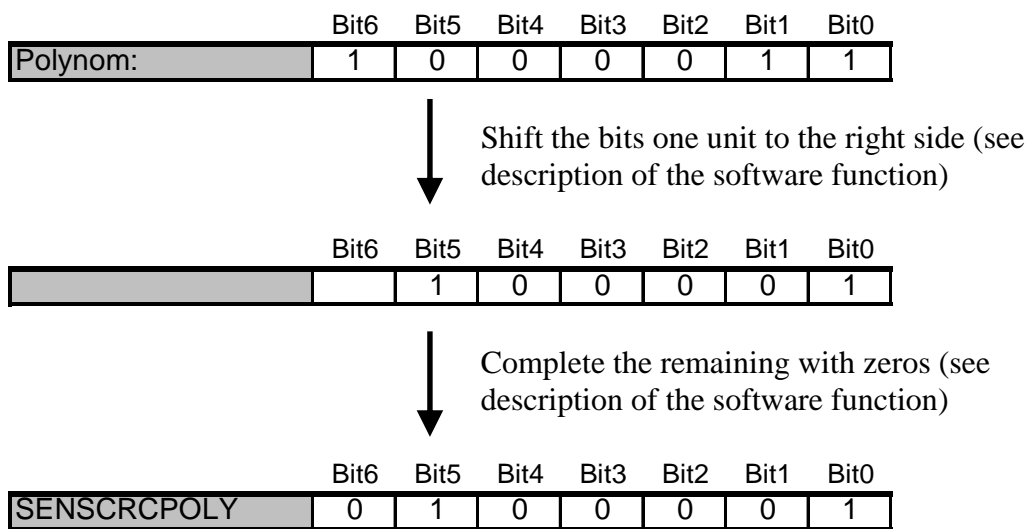 Bit6 Bit5 Bit4 Bit3 Bit2 Bit1 Bit0
Polynom: 1 0 0 0 0 1 1
Shift the bits one unit to the right side (see
description of the software function)
Bit6 Bit5 Bit4 Bit3 Bit2 Bit1 Bit0
1 0 0 0 0 1
Complete the remaining with zeros (see
description of the software function)
Bit6 Bit5 Bit4 Bit3 Bit2 Bit1 Bit0
SENSCRCPOLY 0 1 0 0 0 0 1